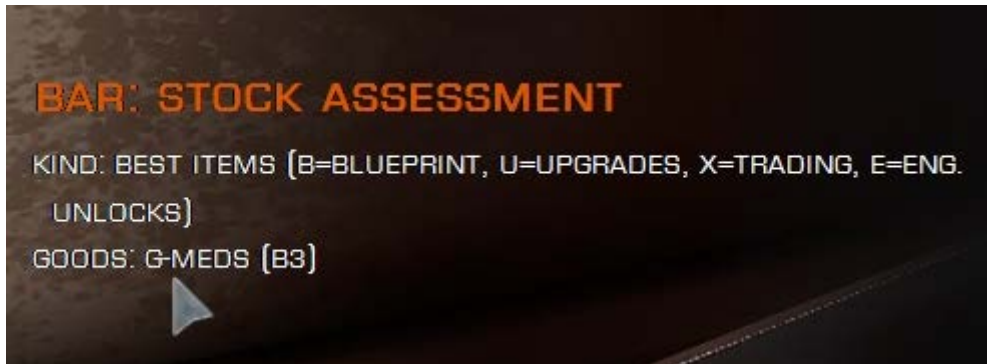 BAR: STOCK ASSESSMENT
KIND: BEST ITEMS (B=BLUEPRINT, U=UPGRADES, X=TRADING, E=ENG.
UNLOCKS)
GOODS: G-MEDS (B3)